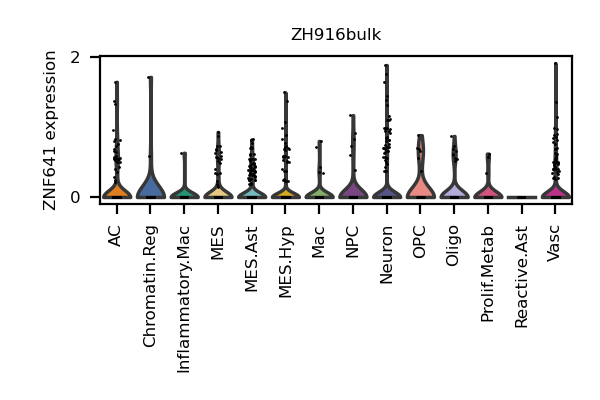 ZH916bulk
ZNF641 expression
2
0
AC
Chromatin.Reg
Inflammatory.Mac
MES
MES.Ast
MES.Hyp
Mac
NPC
Neuron
OPC
Oligo
Prolif.Metab
Reactive.Ast
Vasc